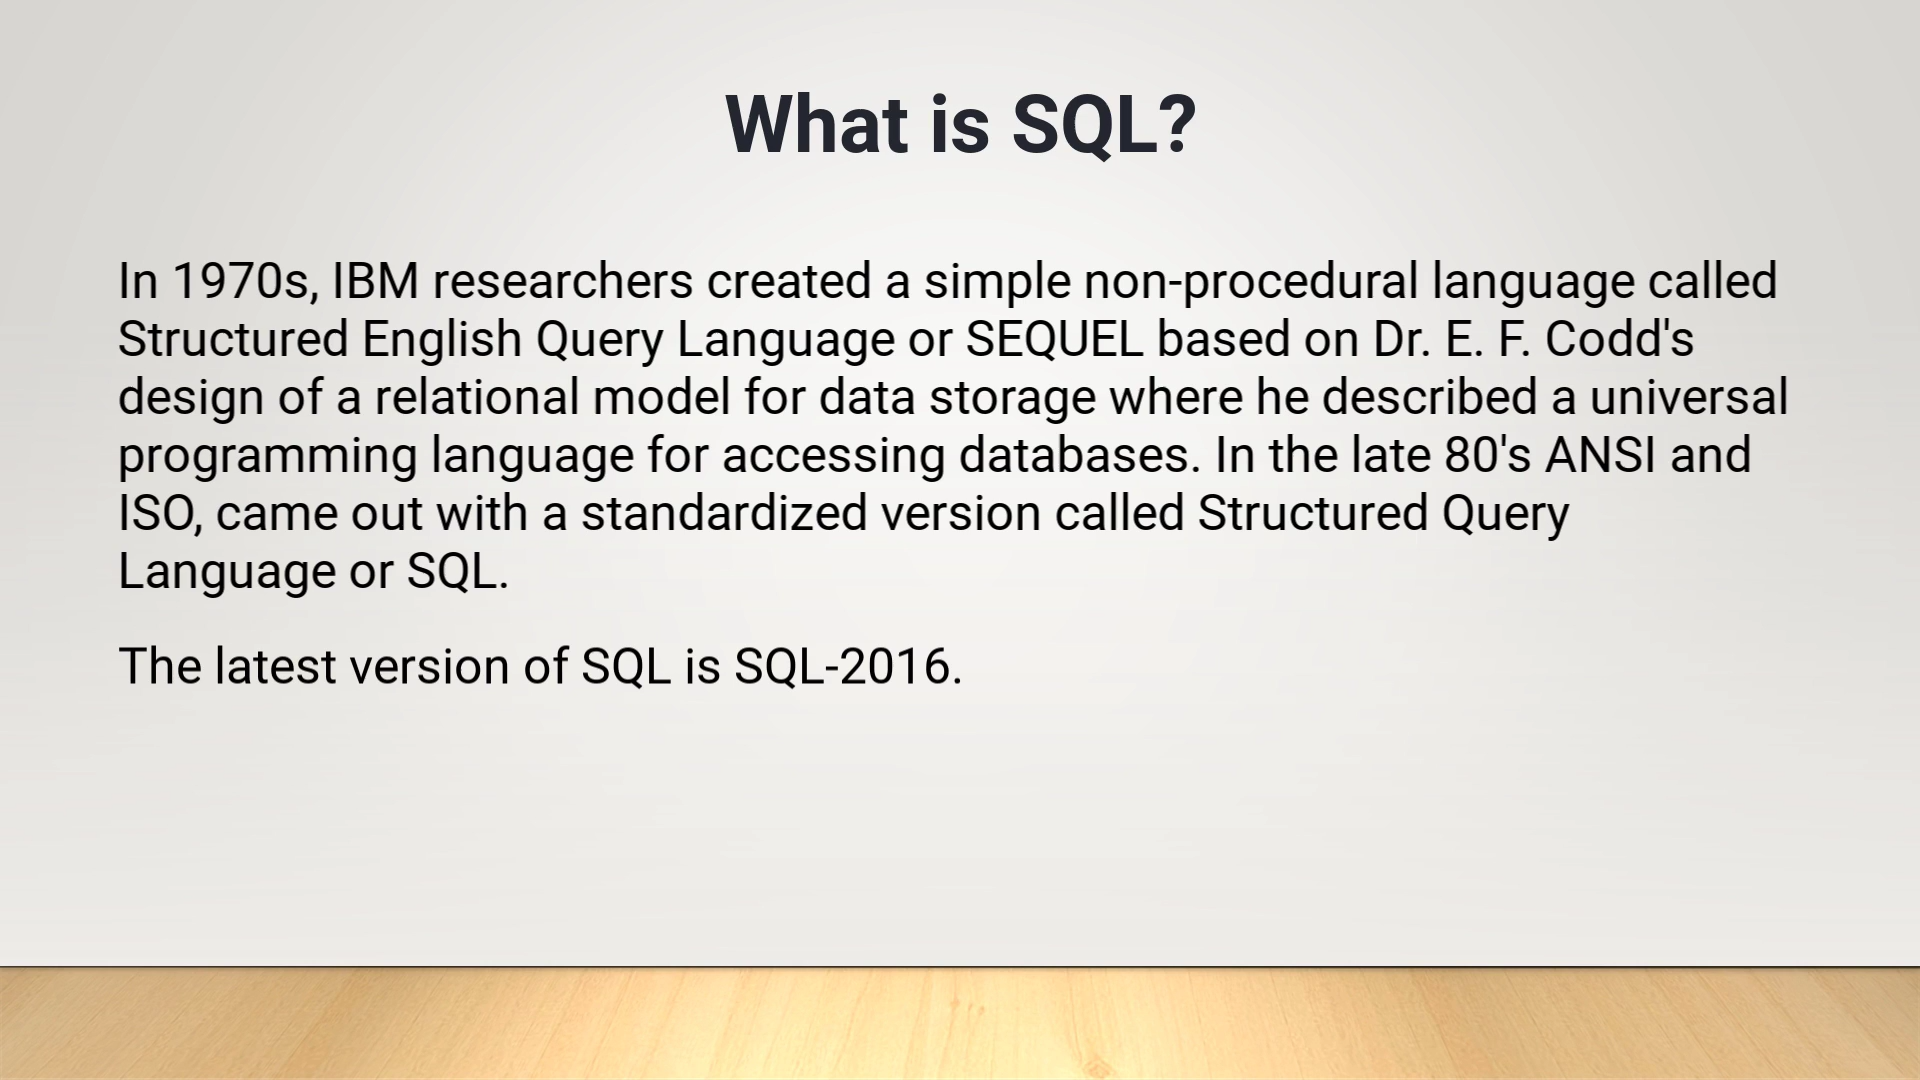 What is SQL?
In 1970s, IBM researchers created a simple non-procedural language called
Structured English Query Language or SEQUEL based on Dr. E. F. Codd's
design of a relational model for data storage where he described a universal
programming language for accessing databases. In the late 80's ANSI and
ISO, came out with a standardized version called Structured Query
Language or SQL.
The latest version of SQL is SQL-2016.